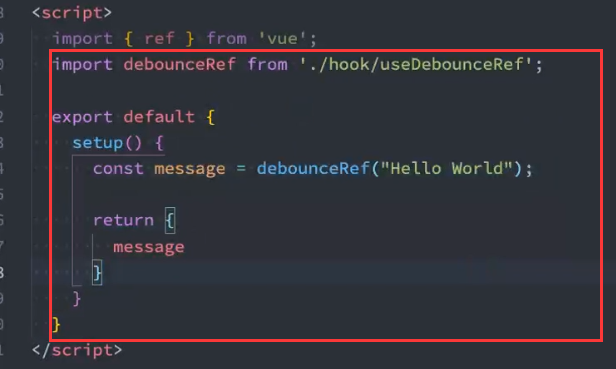 <script>
import { ref } from 'vue';
import debounceRef from './hook/useDebounceRef';
export default {
setup() {
const message = debounceRef("Hello World");
return {
message
}
}
}
</script>